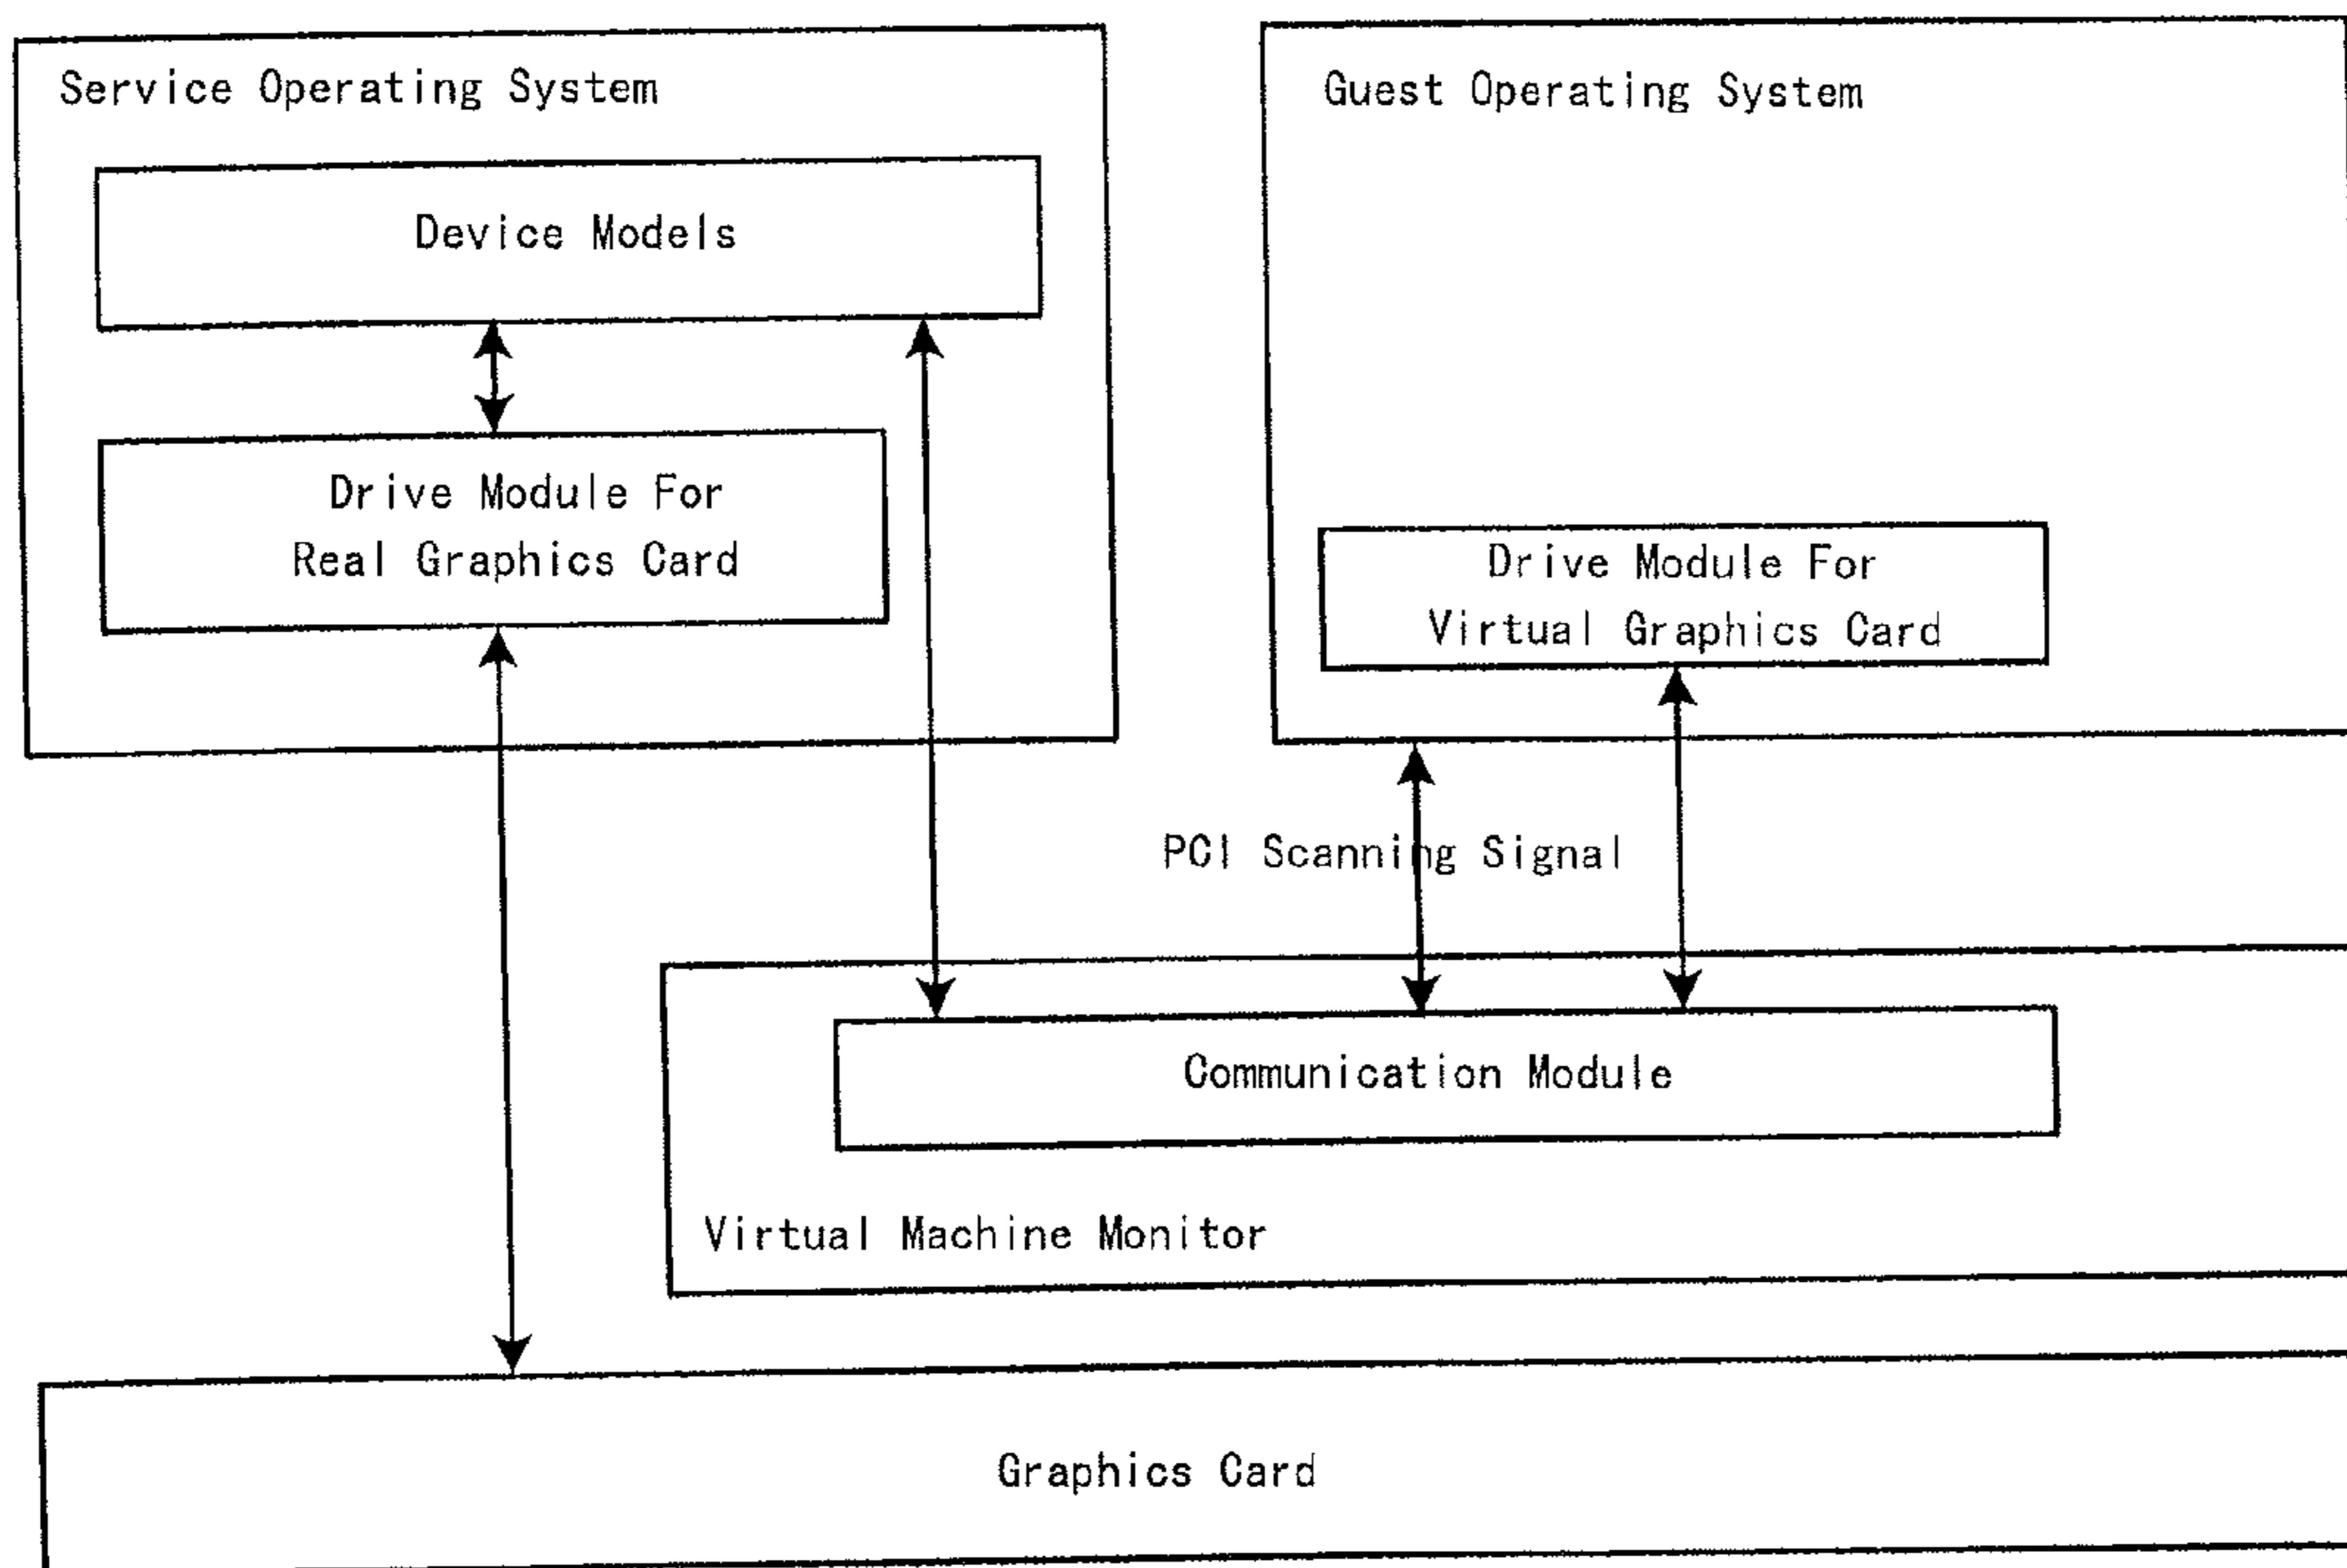 Service Operating System
Guest Operating System
Device Models
Drive Module For
Real Graphics Card
Drive Module For
Virtual Graphics Card
PCI Scanning Signal
Communication Module
Virtual Machine Monitor
Graphics Card